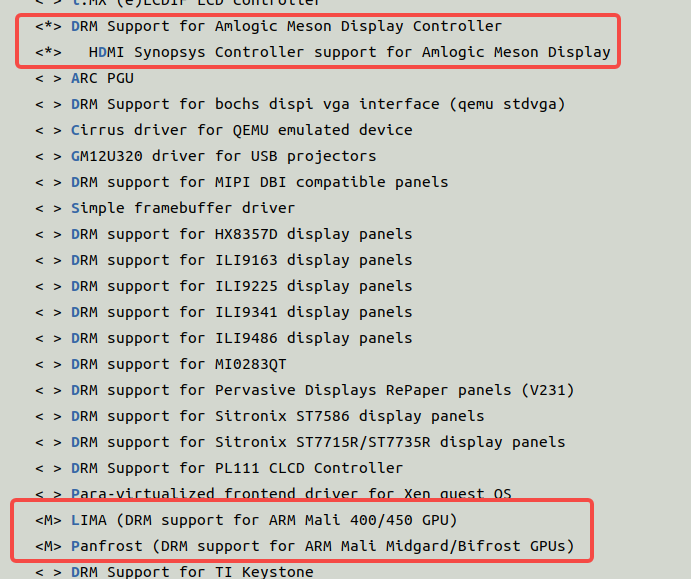 < > i.MX (e)LCDIF LCD controller
<*> DRM Support for Amlogic Meson Display Controller
<*>   HDMI Synopsys Controller support for Amlogic Meson Display
< > ARC PGU
< > DRM Support for bochs dispi vga interface (qemu stdvga)
< > Cirrus driver for QEMU emulated device
< > GM12U320 driver for USB projectors
< > DRM support for MIPI DBI compatible panels
< > Simple framebuffer driver
< > DRM support for HX8357D display panels
< > DRM support for ILI9163 display panels
< > DRM support for ILI9225 display panels
< > DRM support for ILI9341 display panels
< > DRM support for ILI9486 display panels
< > DRM support for MI0283QT
< > DRM support for Pervasive Displays RePaper panels (V231)
< > DRM support for Sitronix ST7586 display panels
< > DRM support for Sitronix ST7715R/ST7735R display panels
< > DRM Support for PL111 CLCD Controller
< > Para-virtualized frontend driver for Xen guest OS
<M> LIMA (DRM support for ARM Mali 400/450 GPU)
<M> Panfrost (DRM support for ARM Mali Midgard/Bifrost GPUs)
< > DRM Support for TI Keystone